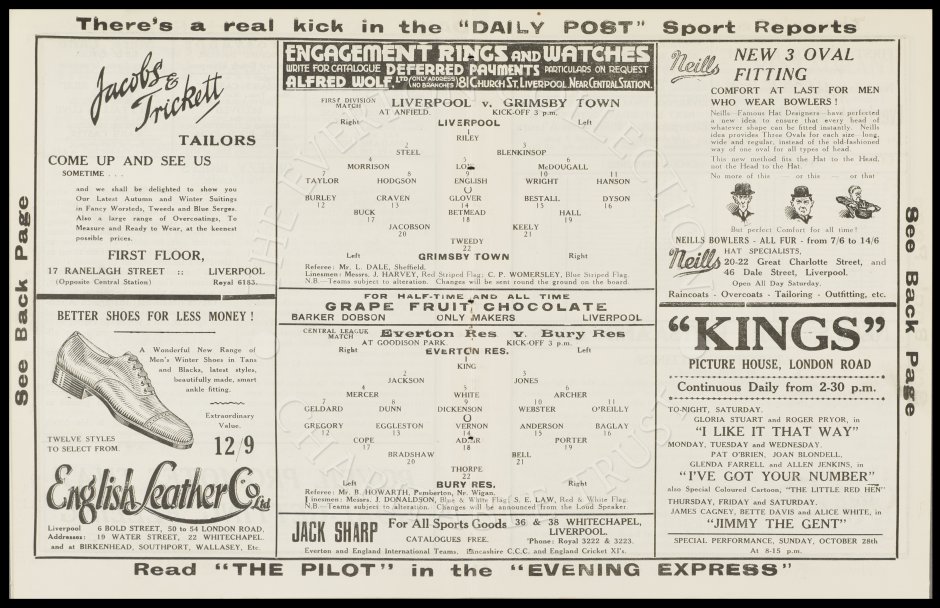 There's a real kick in the "DAILY POST" Sport Reports
See Back Page
Jacobs &
Trickett
TAILORS
COME UP AND SEE US
SOMETIME . . .
and we shall be delighted to show you
Our Latest Autumn and Winter Suitings
in Fancy Worsteds, Tweeds and Blue Serges.
Also a large range of Overcoatings, To
Measure and Ready to Wear, at the keenest
possible prices.
FIRST FLOOR,
17 RANELAGH STREET :: LIVERPOOL
(Opposite Central Station) Royal 6183.
BETTER SHOES FOR LESS MONEY !
A Wonderful New Range of
Men's Winter Shoes in Tans
and Blacks, latest styles,
beautifully made, smart
ankle fitting.
Extraordinary
Value.
12/9
TWELVE STYLES
TO SELECT FROM.
English Leather Co Ltd
Liverpool 6 BOLD STREET, 50 to 54 LONDON ROAD.
Addresses: 19 WATER STREET, 22 WHITECHAPEL.
and at BIRKENHEAD, SOUTHPORT, WALLASEY, Etc.
ENGAGEMENT RINGS AND WATCHES
WRITE FOR CATALOGUE DEFERRED PAYMENTS PARTICULARS ON REQUEST
ALFRED WOLF, LTD (ONLY ADDRESS NO BRANCHES) 81 CHURCH ST, LIVERPOOL. NEAR CENTRAL STATION.
FIRST DIVISION MATCH LIVERPOOL v. GRIMSBY TOWN
AT ANFIELD. KICK-OFF 3 p.m.
Right LIVERPOOL Left
1
RILEY
2 3
STEEL BLENKINSOP
4 5 6
MORRISON LOW McDOUGALL
7 8 9 10 11
TAYLOR HODGSON ENGLISH WRIGHT HANSON
O
BURLEY CRAVEN GLOVER BESTALL DYSON
12 13 14 15 16
BUCK BETMEAD HALL
17 18 19
JACOBSON KEELY
20 21
TWEEDY
22
Left GRIMSBY TOWN Right
Referee: Mr. L. DALE, Sheffield.
Linesmen: Messrs. J. HARVEY, Red Striped Flag; C. P. WOMERSLEY, Blue Striped Flag.
N.B.—Teams subject to alteration. Changes will be sent round the ground on the board.
FOR HALF-TIME AND ALL TIME
GRAPE FRUIT CHOCOLATE
BARKER DOBSON ONLY MAKERS LIVERPOOL
CENTRAL LEAGUE MATCH Everton Res v. Bury Res
AT GOODISON PARK KICK-OFF 3 p.m.
Right EVERTON RES. Left
1
KING
2 3
JACKSON JONES
4 5 6
MERCER WHITE ARCHER
7 8 9 10 11
GELDARD DUNN DICKENSON WEBSTER O'REILLY
O
GREGORY EGGLESTON VERNON ANDERSON BAGLAY
12 13 14 15 16
COPE PORTER
17 18 19
BRADSHAW BELL
20 21
THORPE
22
Left BURY RES. Right
Referee: Mr. B. HOWARTH, Pemberton, Nr. Wigan.
Linesmen: Messrs. J. DONALDSON, Blue & White Flag; S. E. LAW, Red & White Flag.
N.B.—Teams subject to alteration. Changes will be announced from the Loud Speaker.
JACK SHARP
For All Sports Goods 36 & 38 WHITECHAPEL,
LIVERPOOL.
CATALOGUES FREE. 'Phone: Royal 3222 & 3223.
Everton and England International Teams, Lancashire C.C.C. and England Cricket XI's.
Neills
NEW 3 OVAL
FITTING
COMFORT AT LAST FOR MEN
WHO WEAR BOWLERS !
Neills—Famous Hat Designers—have perfected
a new idea to ensure that every head of
whatever shape can be fitted instantly. Neills
idea provides Three Ovals for each size—long,
wide and regular, instead of the old-fashioned
way of one oval for all types of head.
This new method fits the Hat to the Head,
not the Head to the Hat.
No more of this — or this — or that
But perfect Comfort for all time!
NEILLS BOWLERS - ALL FUR - from 7/6 to 14/6
Neills
HAT SPECIALISTS,
20-22 Great Charlotte Street, and
46 Dale Street, Liverpool.
Open All Day Saturday.
Raincoats - Overcoats - Tailoring - Outfitting, etc.
"KINGS"
PICTURE HOUSE, LONDON ROAD
Continuous Daily from 2-30 p.m.
TO-NIGHT, SATURDAY.
GLORIA STUART and ROGER PRYOR, in
"I LIKE IT THAT WAY"
MONDAY, TUESDAY and WEDNESDAY.
PAT O'BRIEN, JOAN BLONDELL,
GLENDA FARRELL and ALLEN JENKINS, in
"I'VE GOT YOUR NUMBER"
also Special Coloured Cartoon, "THE LITTLE RED HEN"
THURSDAY, FRIDAY and SATURDAY.
JAMES CAGNEY, BETTE DAVIS and ALICE WHITE, in
"JIMMY THE GENT"
SPECIAL PERFORMANCE, SUNDAY, OCTOBER 28th
At 8-15 p.m.
See Back Page
Read "THE PILOT" in the "EVENING EXPRESS"